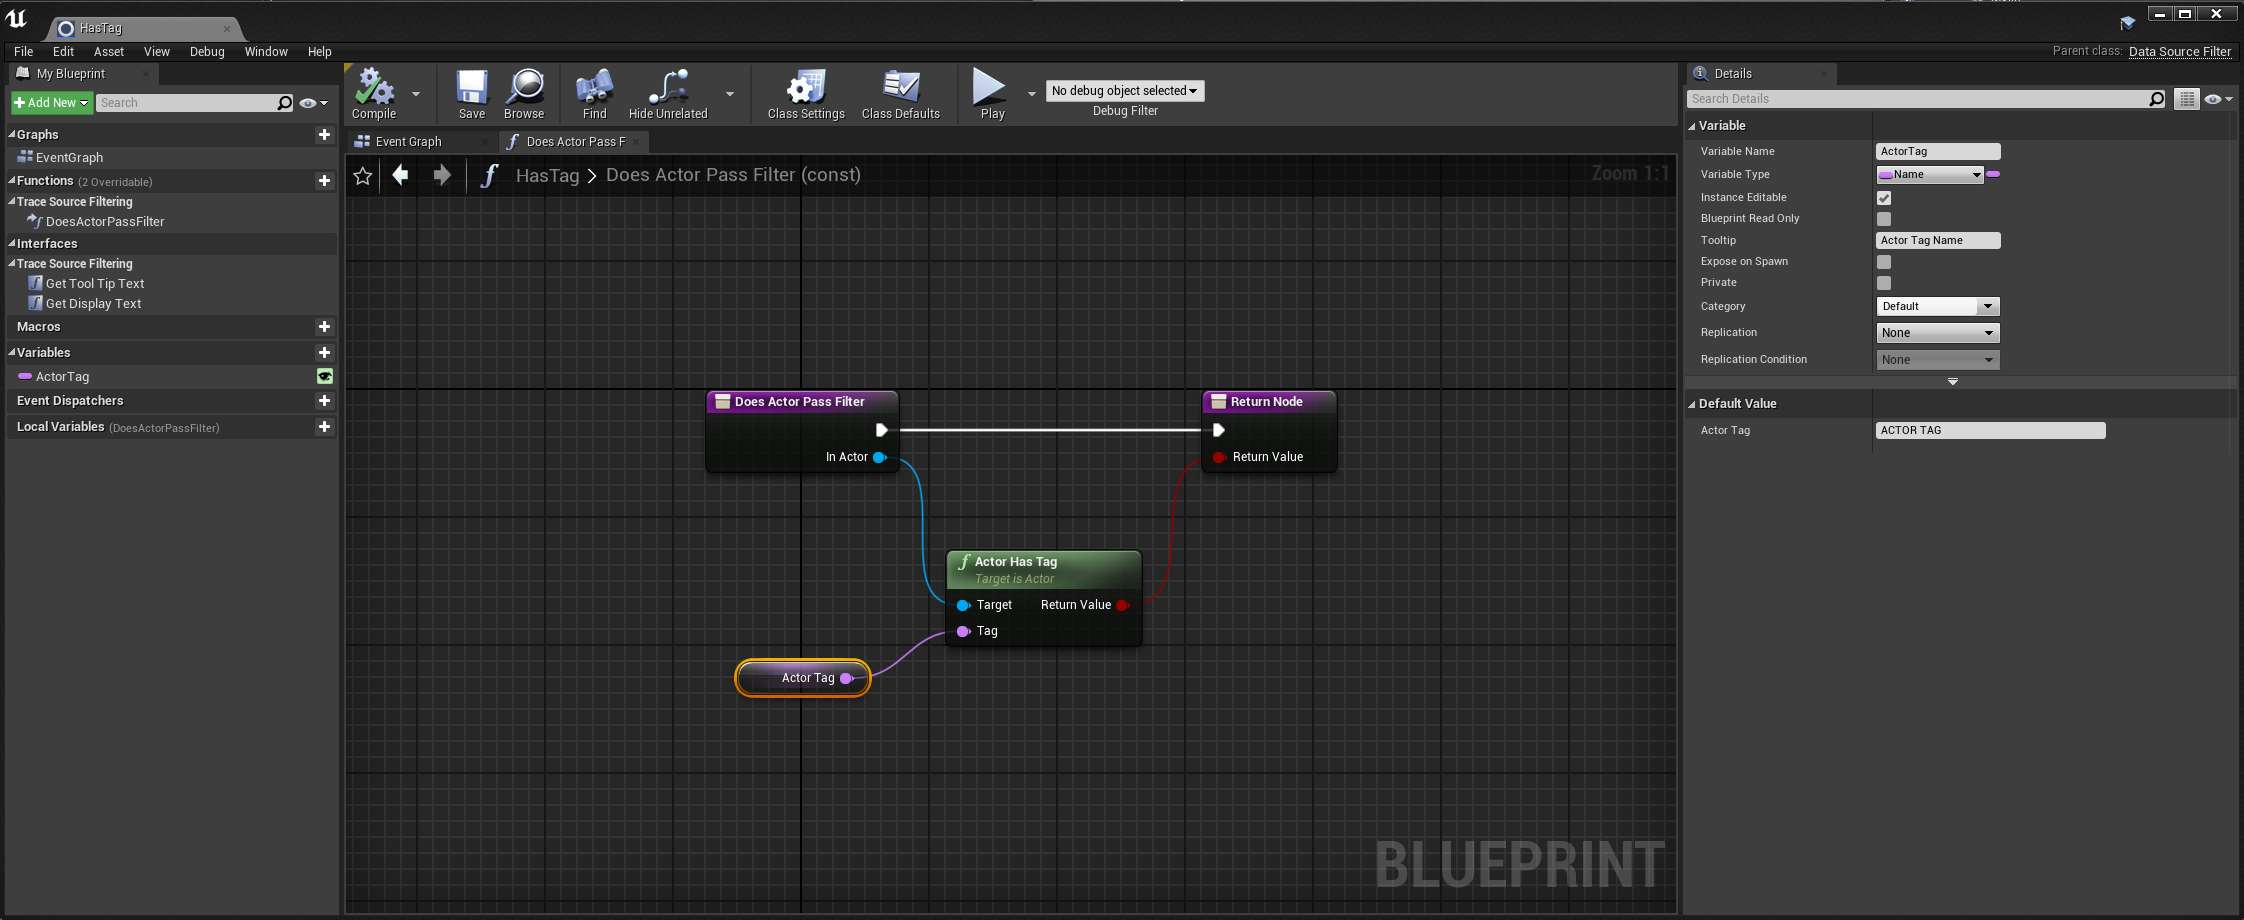 HasTag
File Edit Asset View Debug Window Help
Parent class: Data Source Filter
My Blueprint
Add New
Search
Graphs
EventGraph
Functions (2 Overridable)
Trace Source Filtering
DoesActorPassFilter
Interfaces
Trace Source Filtering
Get Tool Tip Text
Get Display Text
Macros
Variables
ActorTag
Event Dispatchers
Local Variables (DoesActorPassFilter)
Compile
Save
Browse
Find
Hide Unrelated
Class Settings
Class Defaults
Play
No debug object selected
Debug Filter
Event Graph
Does Actor Pass F
HasTag > Does Actor Pass Filter (const)
Zoom 1:1
Does Actor Pass Filter
In Actor
Return Node
Return Value
Actor Has Tag
Target is Actor
Target
Return Value
Tag
Actor Tag
BLUEPRINT
Details
Search Details
Variable
Variable Name ActorTag
Variable Type Name
Instance Editable
Blueprint Read Only
Tooltip Actor Tag Name
Expose on Spawn
Private
Category Default
Replication None
Replication Condition None
Default Value
Actor Tag ACTOR TAG